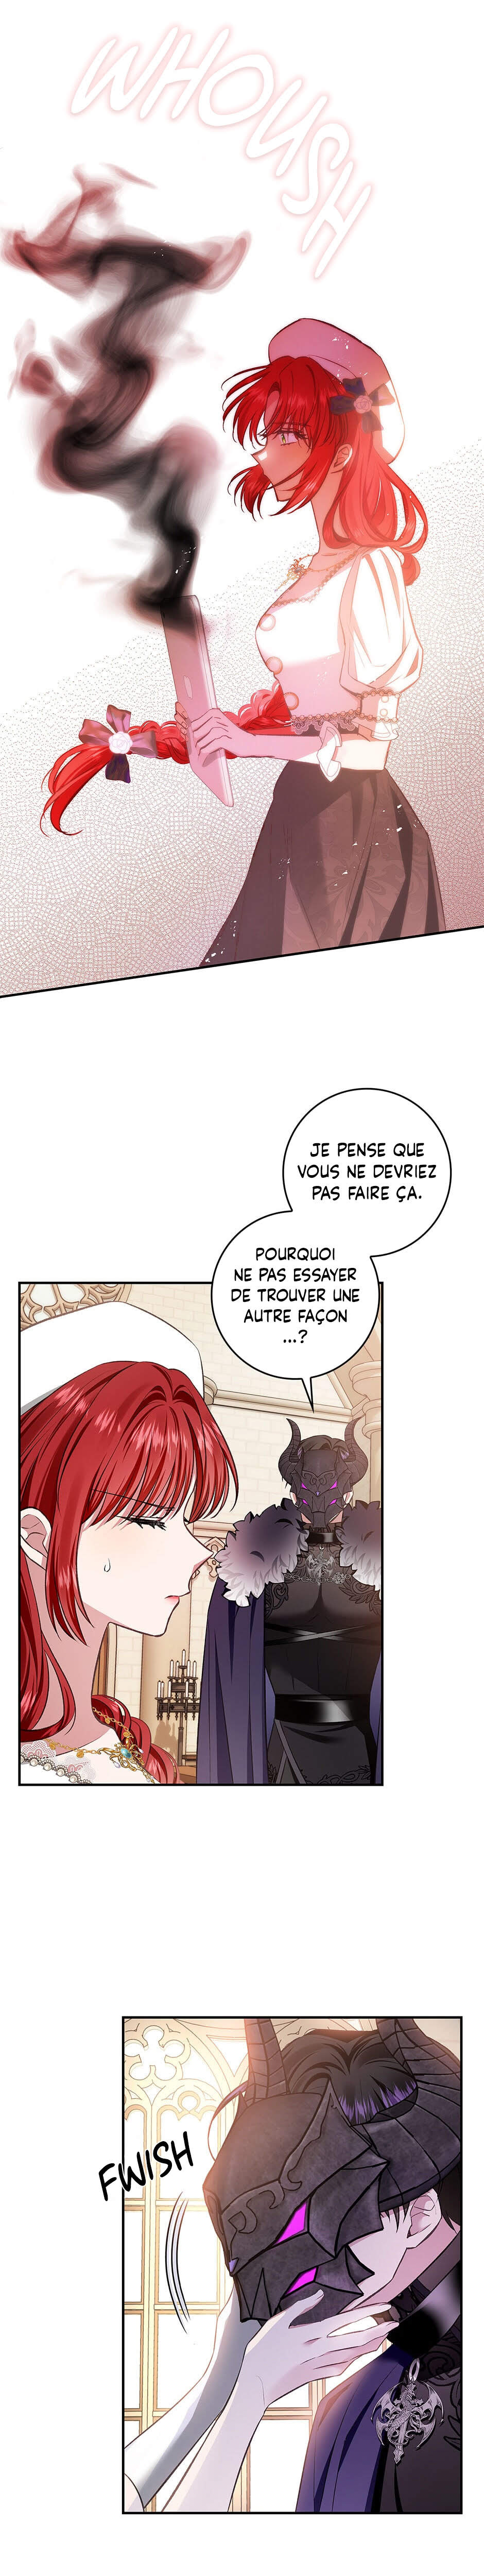 WHOUSH
JE PENSE QUE
VOUS NE DEVRIEZ
PAS FAIRE ÇA.
POURQUOI
NE PAS ESSAYER
DE TROUVER UNE
AUTRE FAÇON
...?
FWISH